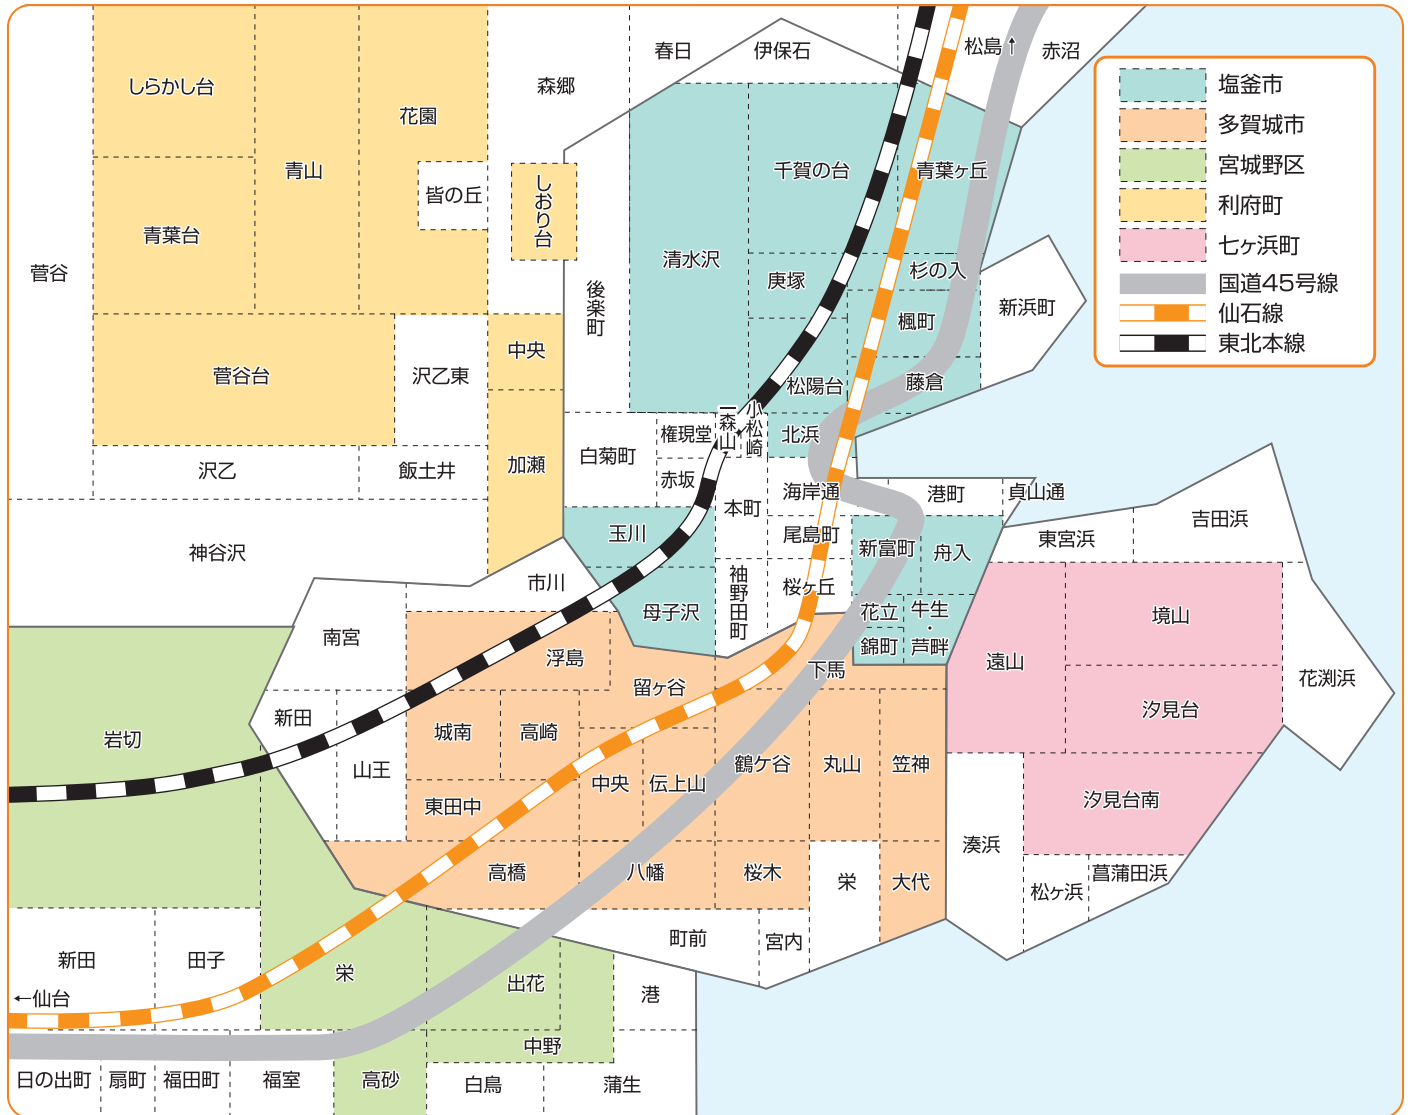 春日
伊保石
松島↑
赤沼
しらかし台
花園
森郷
青山
皆の丘
しおり台
千賀の台
青葉ヶ丘
青葉台
菅谷
清水沢
後楽町
庚塚
杉の入
新浜町
楓町
中央
菅谷台
沢乙東
松陽台
藤倉
一森山
小松崎
権現堂
北浜
白菊町
加瀬
沢乙
飯土井
赤坂
本町
海岸通
港町
貞山通
吉田浜
東宮浜
神谷沢
玉川
尾島町
新富町
舟入
市川
袖野田町
桜ヶ丘
母子沢
花立
牛生・芦畔
錦町
境山
南宮
浮島
留ヶ谷
下馬
遠山
花渕浜
汐見台
新田
城南
高崎
岩切
山王
中央
伝上山
鶴ケ谷
丸山
笠神
東田中
汐見台南
湊浜
高橋
八幡
桜木
栄
大代
松ヶ浜
菖蒲田浜
町前
宮内
新田
田子
栄
出花
港
←仙台
中野
日の出町
扇町
福田町
福室
高砂
白鳥
蒲生
塩釜市
多賀城市
宮城野区
利府町
七ヶ浜町
国道45号線
仙石線
東北本線